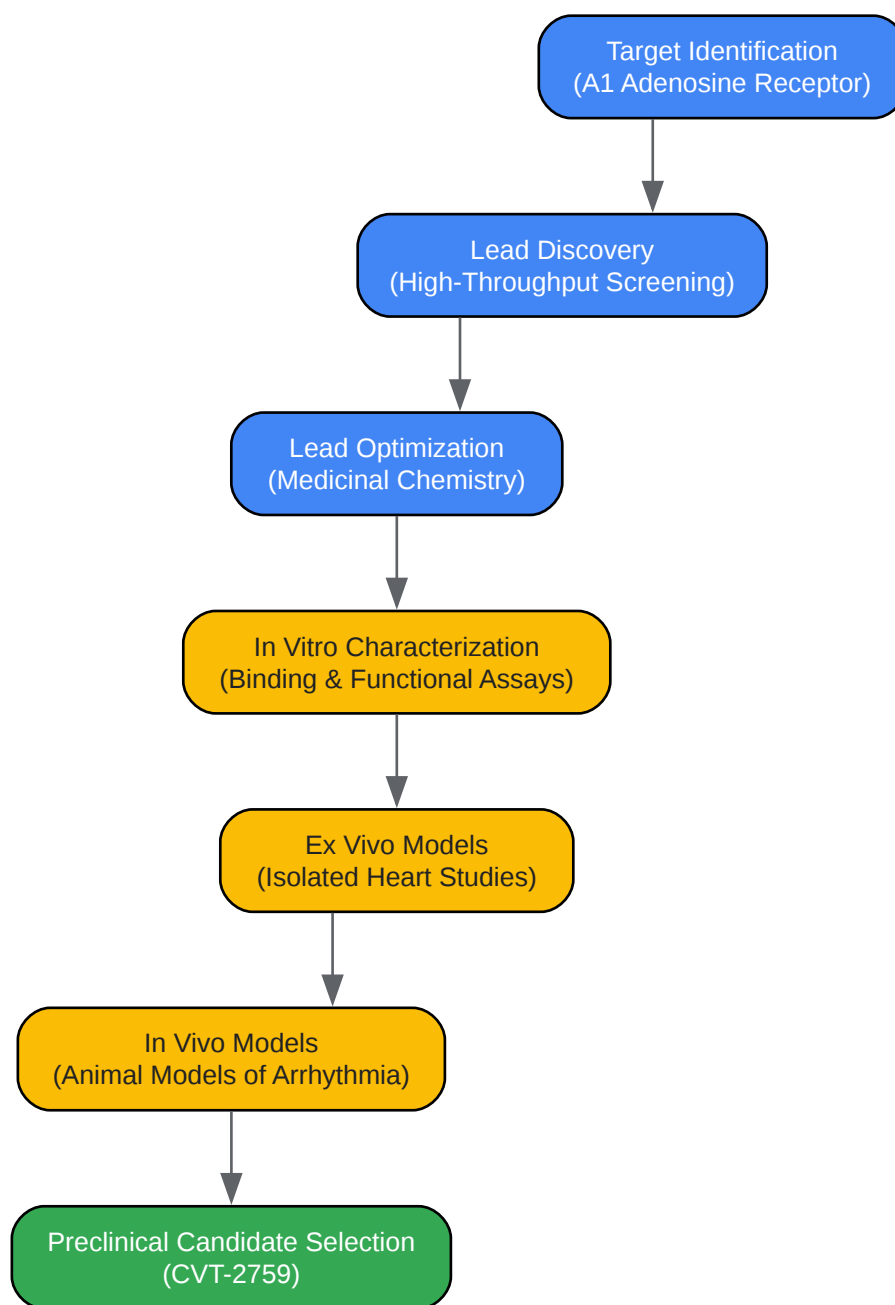 Target Identification
(A1 Adenosine Receptor)
Lead Discovery
(High-Throughput Screening)
Lead Optimization
(Medicinal Chemistry)
In Vitro Characterization
(Binding & Functional Assays)
Ex Vivo Models
(Isolated Heart Studies)
In Vivo Models
(Animal Models of Arrhythmia)
Preclinical Candidate Selection
(CVT-2759)